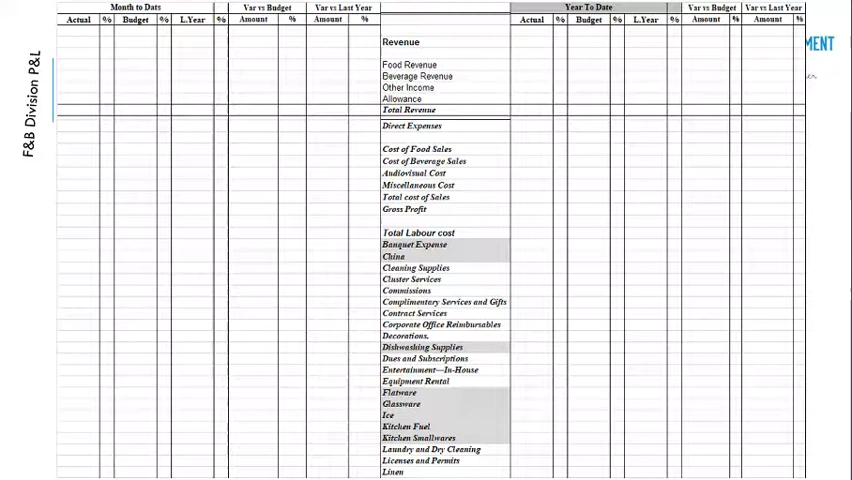 Month to Dats
Var vs Budget
Var vs Last Year
Year To Date
Var vs Budget
Var vs Last Year
Actual % Budget % L.Year % Amount % Amount %
Actual % Budget % L.Year % Amount % Amount %
F&B Division P&L
MENT
Revenue
Food Revenue
Beverage Revenue
Other Income
Allowance
Total Revenue
Direct Expenses
Cost of Food Sales
Cost of Beverage Sales
Audiovisual Cost
Miscellaneous Cost
Total cost of Sales
Gross Profit
Total Labour cost
Banquet Expense
China
Cleaning Supplies
Cluster Services
Commissions
Complimentary Services and Gifts
Contract Services
Corporate Office Reimbursables
Decorations.
Dishwashing Supplies
Dues and Subscriptions
Entertainment—In-House
Equipment Rental
Flatware
Glassware
Ice
Kitchen Fuel
Kitchen Smallwares
Laundry and Dry Cleaning
Licenses and Permits
Linen